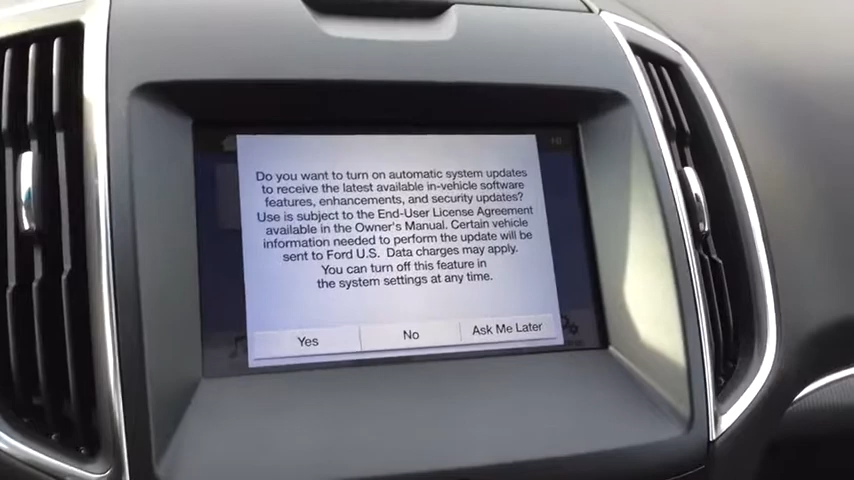 Do you want to turn on automatic system updates
to receive the latest available in-vehicle software
features, enhancements, and security updates?
Use is subject to the End-User License Agreement
available in the Owner's Manual. Certain vehicle
information needed to perform the update will be
sent to Ford U.S. Data charges may apply.
You can turn off this feature in
the system settings at any time.
Yes
No
Ask Me Later